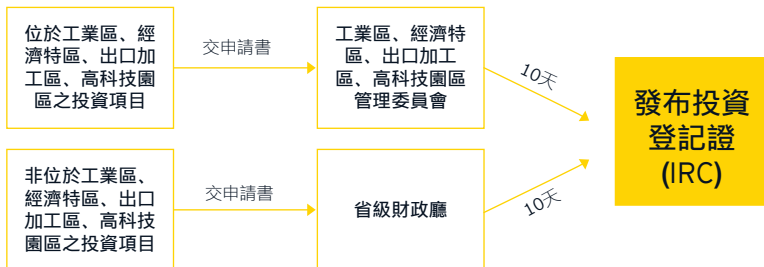 位於工業區、經
濟特區、出口加
工區、高科技園
區之投資項目
交申請書
工業區、經濟特
區、出口加工
區、高科技園區
管理委員會
10天
發布投資
登記證
(IRC)
非位於工業區、
經濟特區、出口
加工區、高科技
園區之投資項目
交申請書
省級財政廳
10天